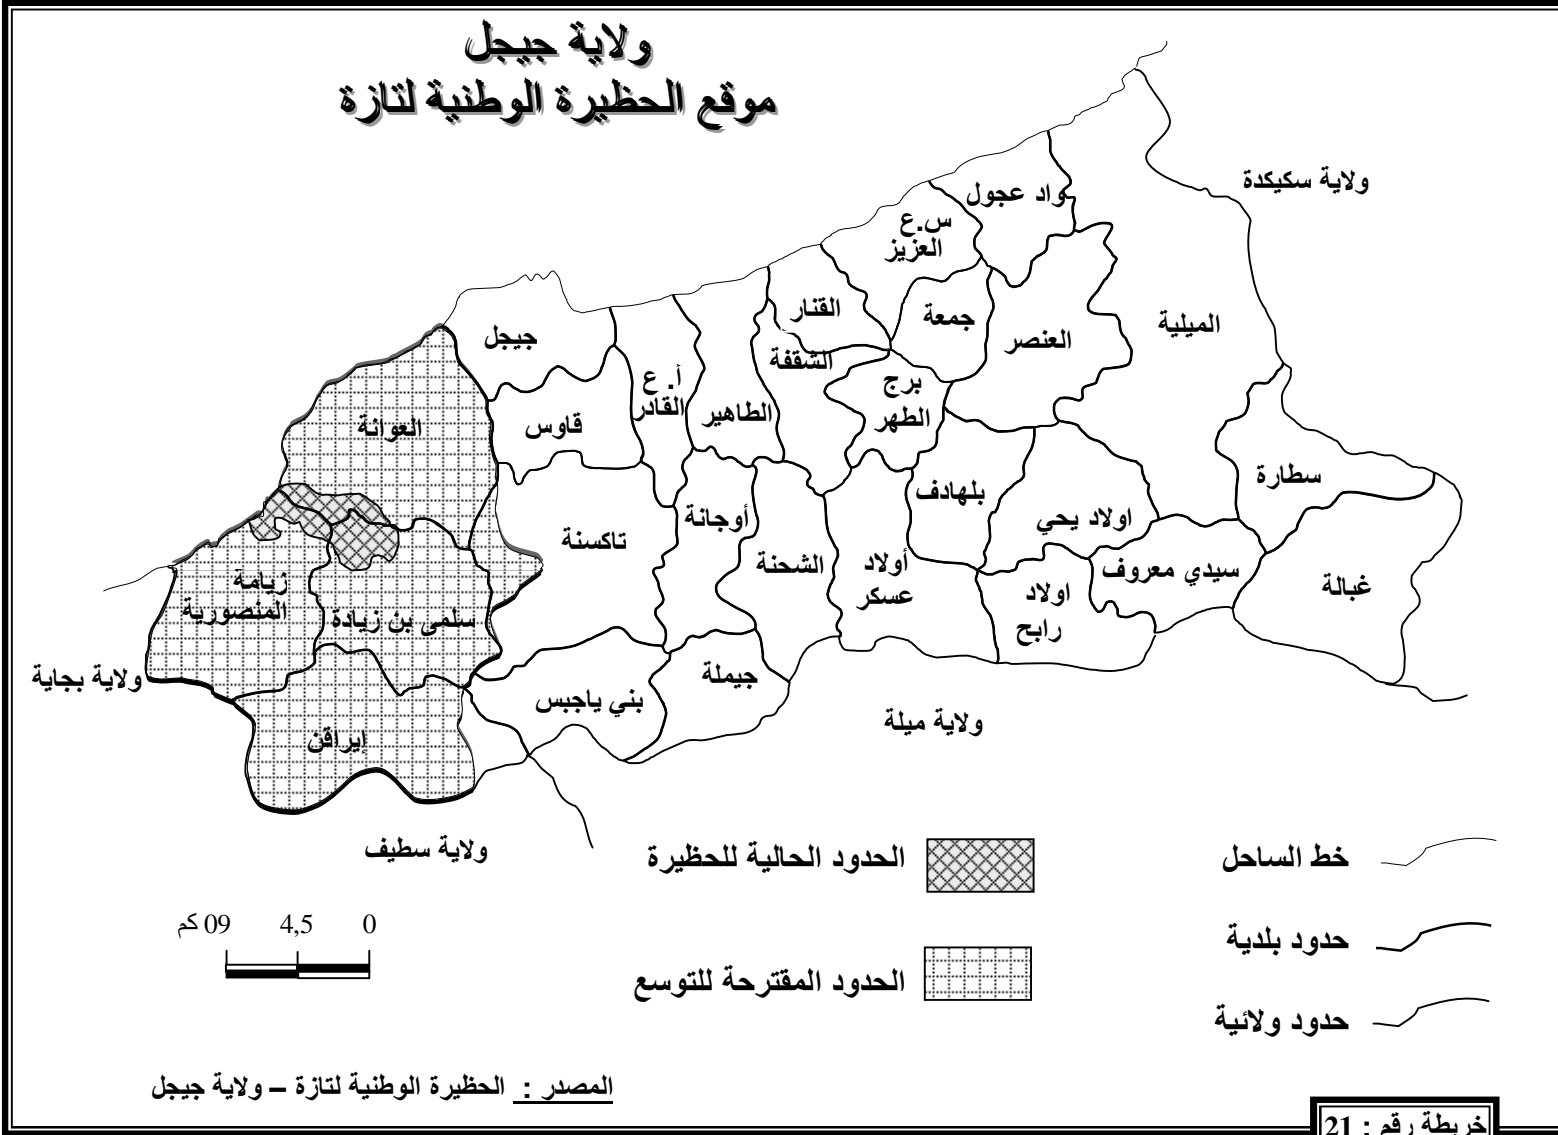 ولاية جيجل
موقع الحظيرة الوطنية لتازة
ولاية سكيكدة
واد عجول
س.ع
العزيز
القنار
جمعة
الميلية
العنصر
جيجل
الشقفة
أ. ع
القادر
برج
الطهر
الطاهير
قاوس
العوانة
سطارة
بلهادف
اولاد يحي
أوجانة
تاكسنة
الشحنة
أولاد
عسكر
سيدي معروف
غبالة
اولاد
رابح
زيامة
المنصورية
سلمى بن زيادة
ولاية بجاية
جيملة
بني ياجبس
ولاية ميلة
إيراقن
ولاية سطيف
خط الساحل
الحدود الحالية للحظيرة
0 4,5 09 كم
حدود بلدية
الحدود المقترحة للتوسع
حدود ولائية
المصدر : الحظيرة الوطنية لتازة – ولاية جيجل
خريطة رقم : 21